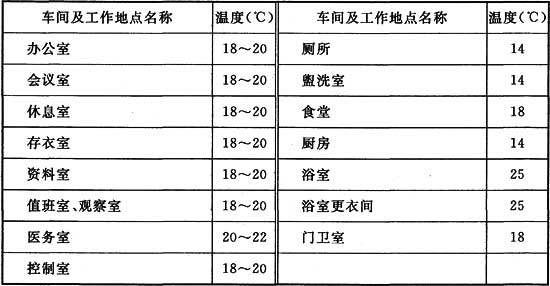 车间及工作地点名称 温度(℃) 车间及工作地点名称 温度(℃)
办公室 18～20 厕所 14
会议室 18～20 盥洗室 14
休息室 18～20 食堂 18
存衣室 18～20 厨房 14
资料室 18～20 浴室 25
值班室、观察室 18～20 浴室更衣间 25
医务室 20～22 门卫室 18
控制室 18～20